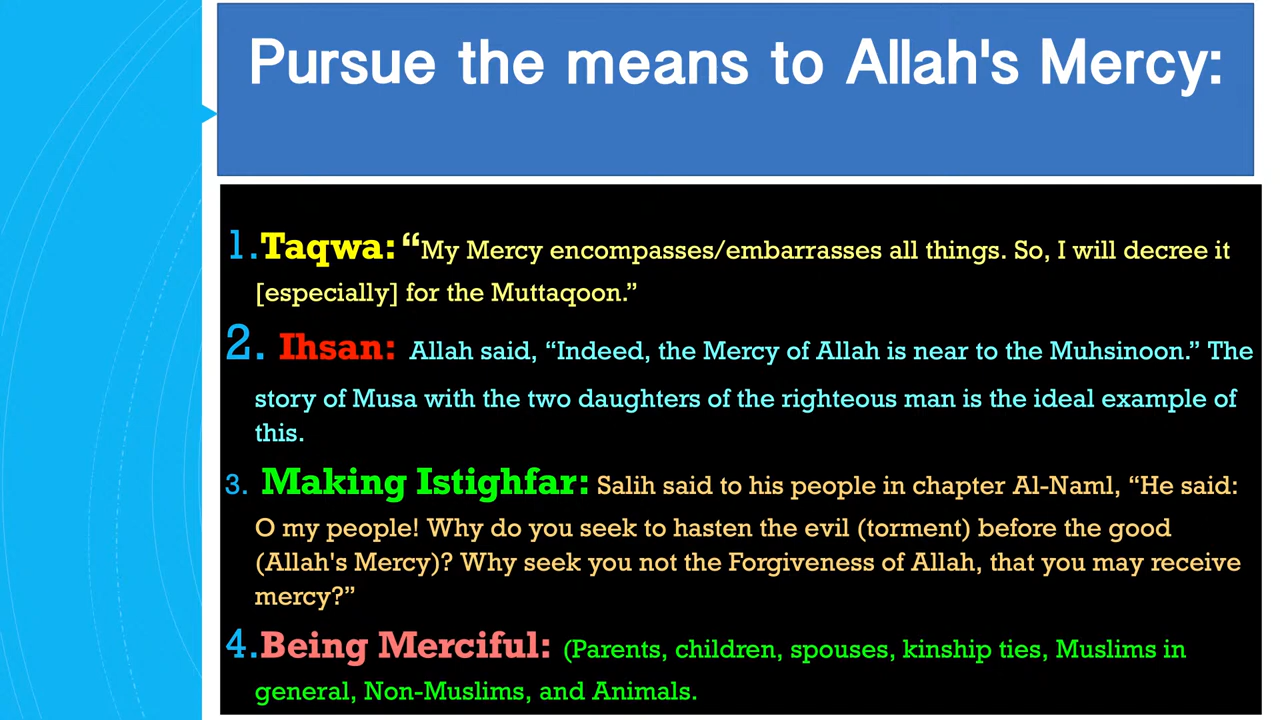 Pursue the means to Allah's Mercy:
1.Taqwa: “My Mercy encompasses/embarrasses all things. So, I will decree it
[especially] for the Muttaqoon.”
2. Ihsan: Allah said, “Indeed, the Mercy of Allah is near to the Muhsinoon.” The
story of Musa with the two daughters of the righteous man is the ideal example of
this.
3. Making Istighfar: Salih said to his people in chapter Al-Naml, “He said:
O my people! Why do you seek to hasten the evil (torment) before the good
(Allah's Mercy)? Why seek you not the Forgiveness of Allah, that you may receive
mercy?”
4.Being Merciful: (Parents, children, spouses, kinship ties, Muslims in
general, Non-Muslims, and Animals.